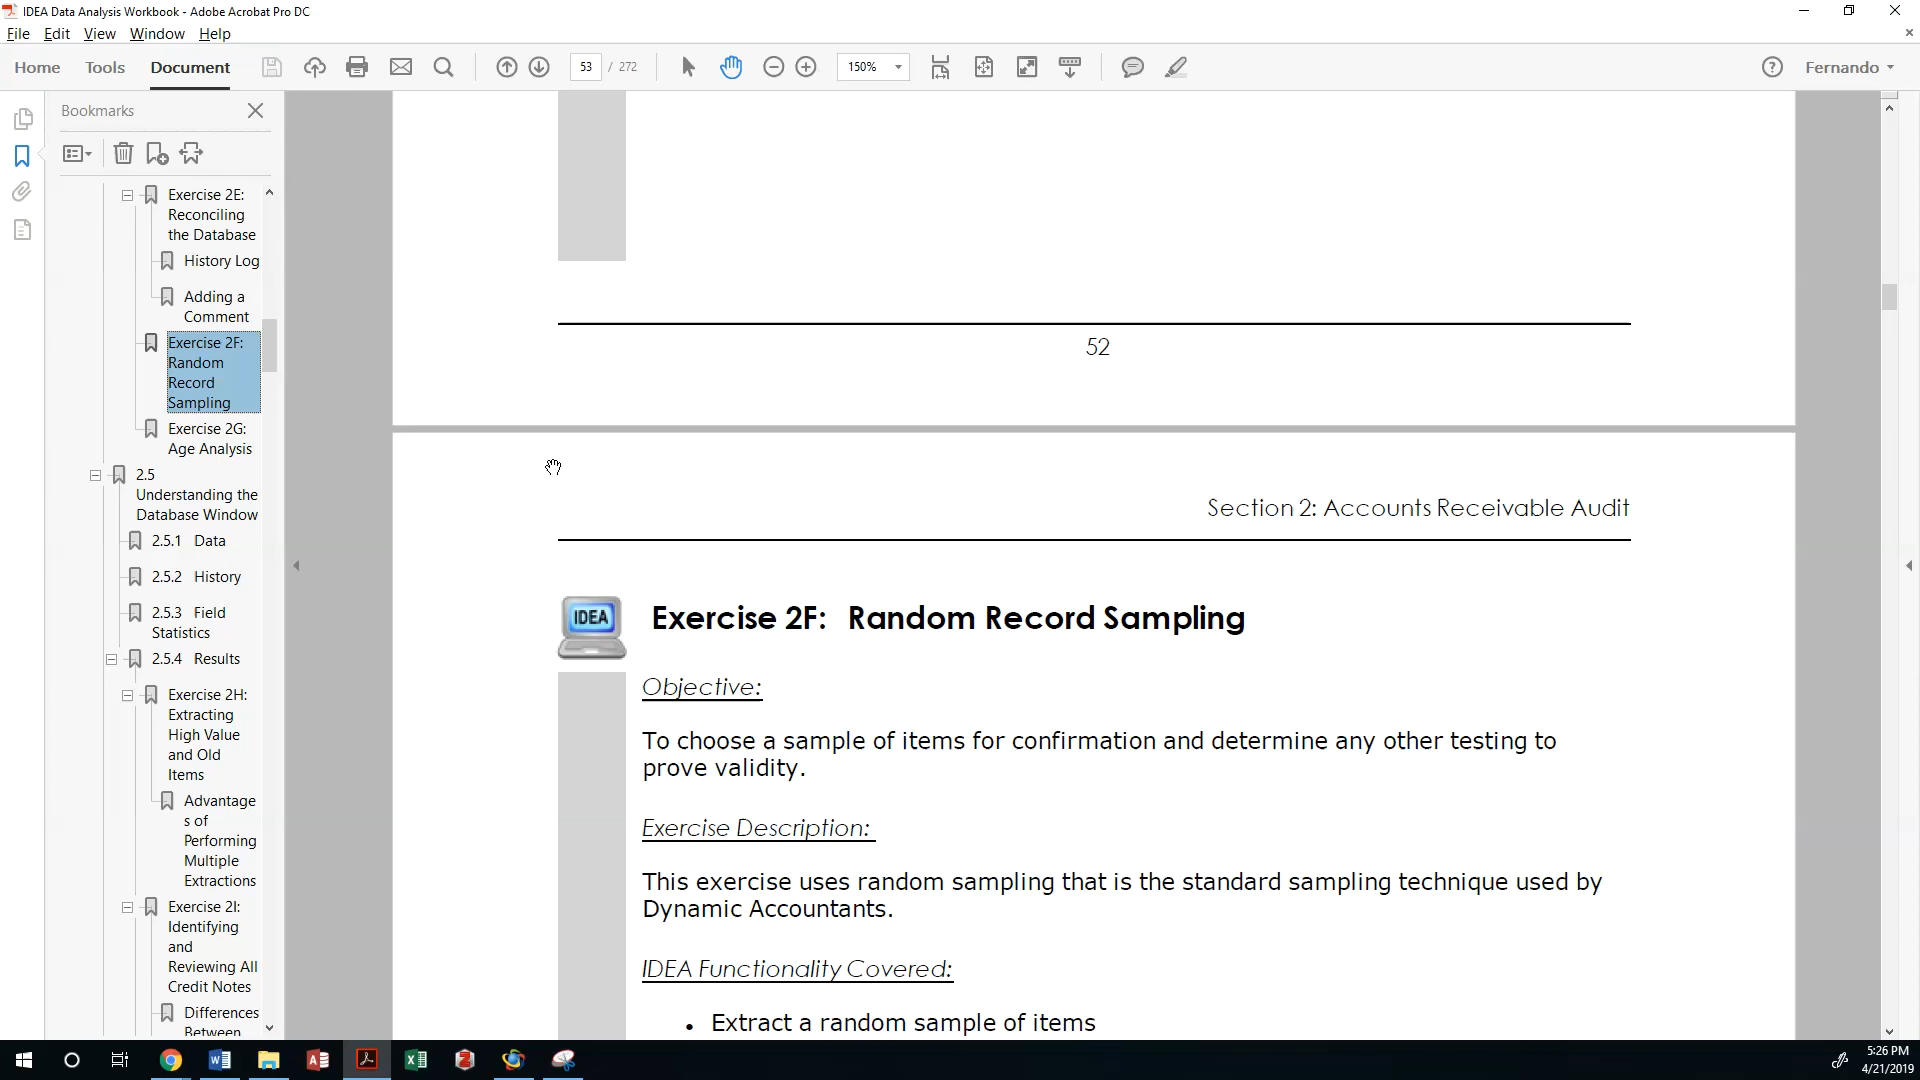 IDEA Data Analysis Workbook - Adobe Acrobat Pro DC
File Edit View Window Help
Home Tools Document
53 / 272
150%
Fernando
Bookmarks
Exercise 2E:
Reconciling
the Database
History Log
Adding a
Comment
Exercise 2F:
Random
Record
Sampling
Exercise 2G:
Age Analysis
2.5
Understanding the
Database Window
2.5.1 Data
2.5.2 History
2.5.3 Field
Statistics
2.5.4 Results
Exercise 2H:
Extracting
High Value
and Old
Items
Advantage
s of
Performing
Multiple
Extractions
Exercise 2I:
Identifying
and
Reviewing All
Credit Notes
Differences
Between
52
Section 2: Accounts Receivable Audit
IDEA
Exercise 2F: Random Record Sampling
Objective:
To choose a sample of items for confirmation and determine any other testing to
prove validity.
Exercise Description:
This exercise uses random sampling that is the standard sampling technique used by
Dynamic Accountants.
IDEA Functionality Covered:
• Extract a random sample of items
5:26 PM
4/21/2019